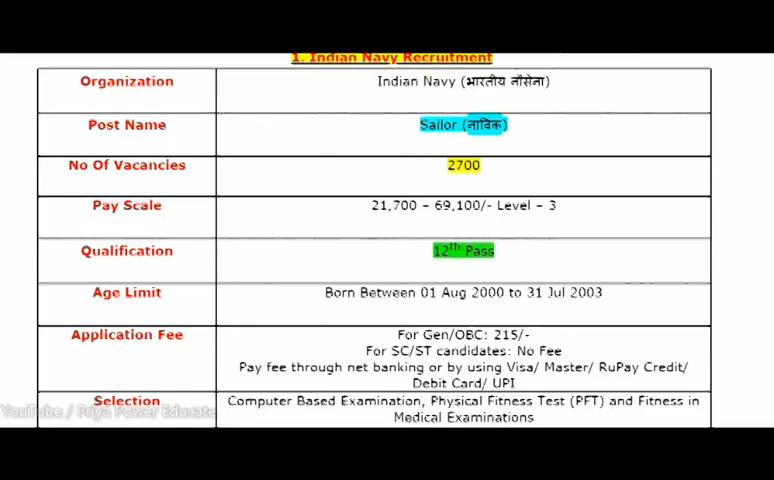 1. Indian Navy Recruitment
Organization
Indian Navy (भारतीय नौसेना)
Post Name
Sailor (नाविक)
No Of Vacancies
2700
Pay Scale
21,700 – 69,100/- Level – 3
Qualification
12th Pass
Age Limit
Born Between 01 Aug 2000 to 31 Jul 2003
Application Fee
For Gen/OBC: 215/-
For SC/ST candidates: No Fee
Pay fee through net banking or by using Visa/ Master/ RuPay Credit/
Debit Card/ UPI
Selection
Computer Based Examination, Physical Fitness Test (PFT) and Fitness in
Medical Examinations
YouTube / Priya Power Educate